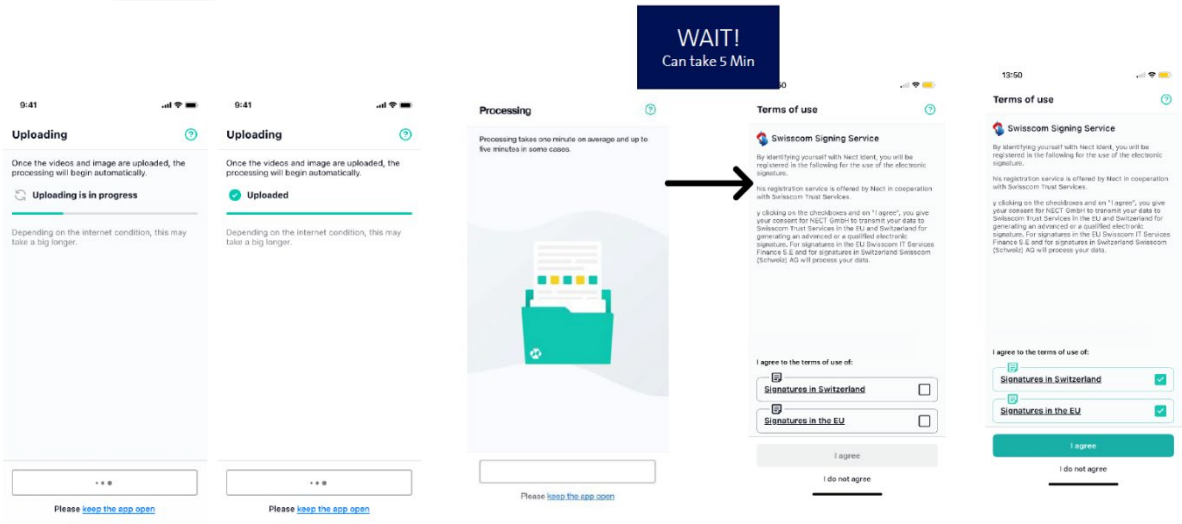 WAIT!
Can take 5 Min
9:41
Uploading
Once the videos and image are uploaded, the
processing will begin automatically.
Uploading is in progress
Depending on the internet condition, this may
take a big longer.
Please keep the app open
9:41
Uploading
Once the videos and image are uploaded, the
processing will begin automatically.
Uploaded
Depending on the internet condition, this may
take a big longer.
Please keep the app open
Processing
Processing takes one minute on average and up to
five minutes in some cases.
Please keep the app open
50
Terms of use
Swisscom Signing Service
By identifying yourself with Nect Ident, you will be
registered in the following for the use of the electronic
signature.
his registration service is offered by Nect in cooperation
with Swisscom Trust Services.
y clicking on the checkboxes and on "I agree", you give
your consent for NECT GmbH to transmit your data to
Swisscom Trust Services in the EU and Switzerland for
generating an advanced or a qualified electronic
signature. For signatures in the EU Swisscom IT Services
Finance S.E and for signatures in Switzerland Swisscom
(Schweiz) AG will process your data.
I agree to the terms of use of:
Signatures in Switzerland
Signatures in the EU
I agree
I do not agree
13:50
Terms of use
Swisscom Signing Service
By identifying yourself with Nect Ident, you will be
registered in the following for the use of the electronic
signature.
his registration service is offered by Nect in cooperation
with Swisscom Trust Services.
y clicking on the checkboxes and on "I agree", you give
your consent for NECT GmbH to transmit your data to
Swisscom Trust Services in the EU and Switzerland for
generating an advanced or a qualified electronic
signature. For signatures in the EU Swisscom IT Services
Finance S.E and for signatures in Switzerland Swisscom
(Schweiz) AG will process your data.
I agree to the terms of use of:
Signatures in Switzerland
Signatures in the EU
I agree
I do not agree